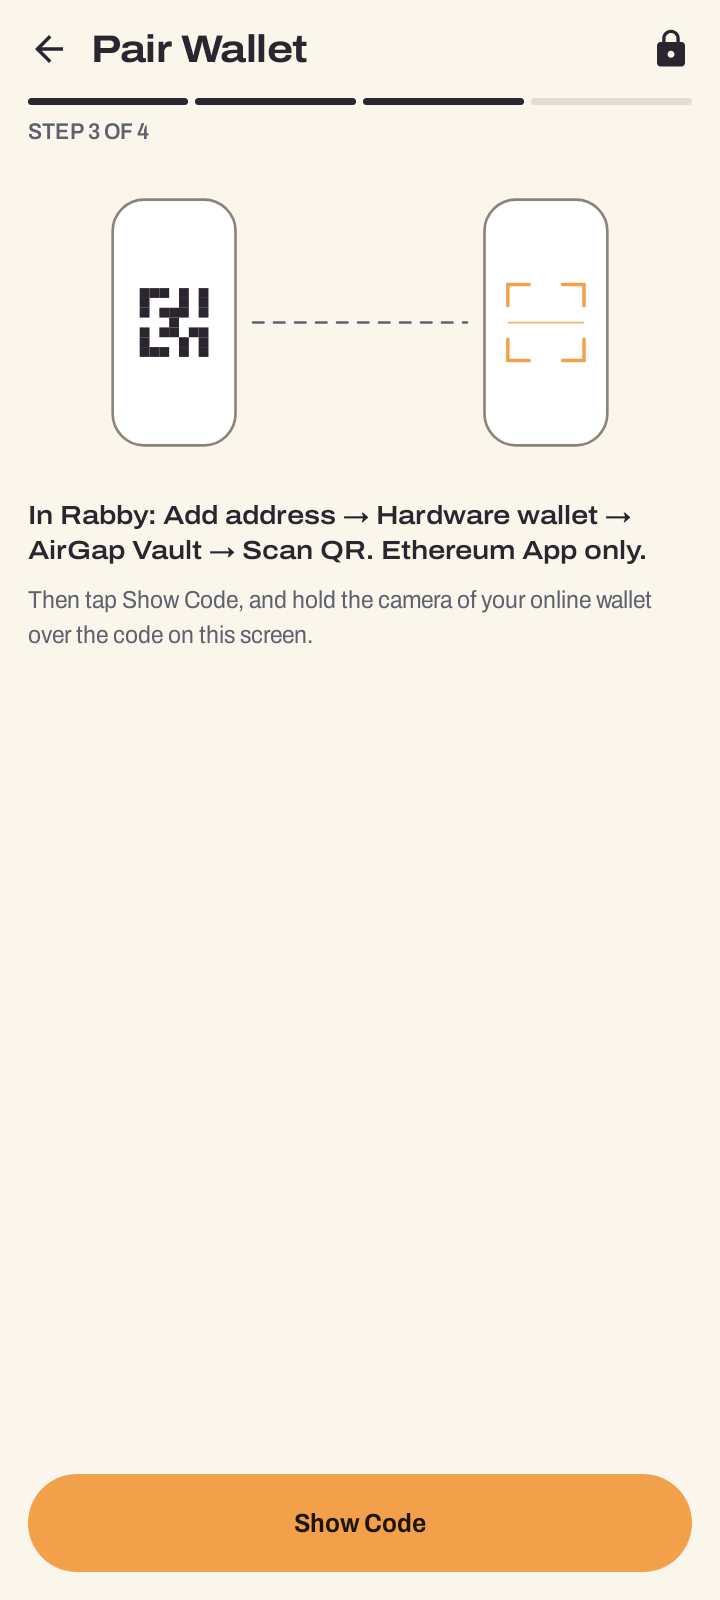 Pair Wallet
STEP 3 OF 4
In Rabby: Add address → Hardware wallet →
AirGap Vault → Scan QR. Ethereum App only.
Then tap Show Code, and hold the camera of your online wallet
over the code on this screen.
Show Code